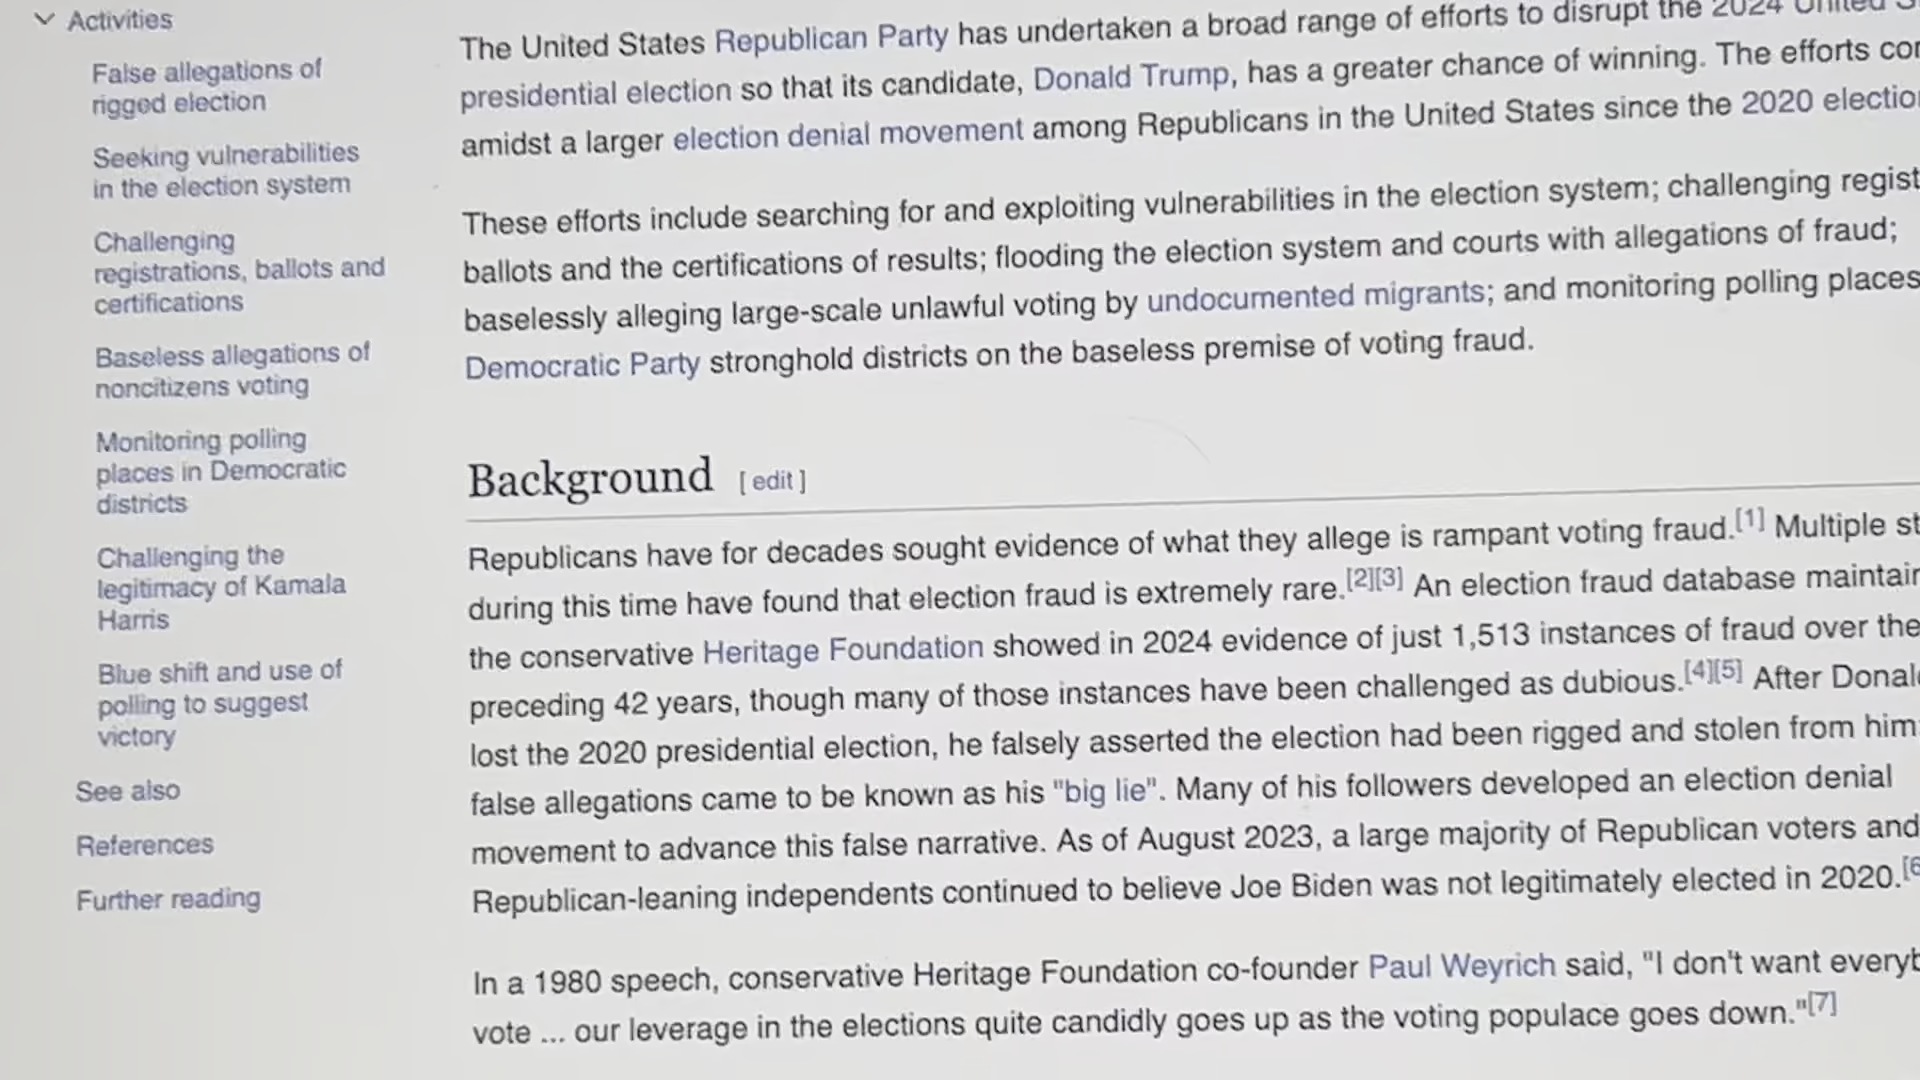 Activities
False allegations of
rigged election
Seeking vulnerabilities
in the election system
Challenging
registrations, ballots and
certifications
Baseless allegations of
noncitizens voting
Monitoring polling
places in Democratic
districts
Challenging the
legitimacy of Kamala
Harris
Blue shift and use of
polling to suggest
victory
See also
References
Further reading
The United States Republican Party has undertaken a broad range of efforts to disrupt the 2024 United
presidential election so that its candidate, Donald Trump, has a greater chance of winning. The efforts
amidst a larger election denial movement among Republicans in the United States since the 2020
These efforts include searching for and exploiting vulnerabilities in the election system; challenging
ballots and the certifications of results; flooding the election system and courts with allegations of fraud;
baselessly alleging large-scale unlawful voting by undocumented migrants; and monitoring polling places
Democratic Party stronghold districts on the baseless premise of voting fraud.
Background [ edit ]
Republicans have for decades sought evidence of what they allege is rampant voting fraud.[1] Multiple
during this time have found that election fraud is extremely rare.[2][3] An election fraud database
the conservative Heritage Foundation showed in 2024 evidence of just 1,513 instances of fraud over the
preceding 42 years, though many of those instances have been challenged as dubious.[4][5] After
lost the 2020 presidential election, he falsely asserted the election had been rigged and stolen from him
false allegations came to be known as his "big lie". Many of his followers developed an election denial
movement to advance this false narrative. As of August 2023, a large majority of Republican voters and
Republican-leaning independents continued to believe Joe Biden was not legitimately elected in 2020.
In a 1980 speech, conservative Heritage Foundation co-founder Paul Weyrich said, "I don't want
vote ... our leverage in the elections quite candidly goes up as the voting populace goes down."[7]